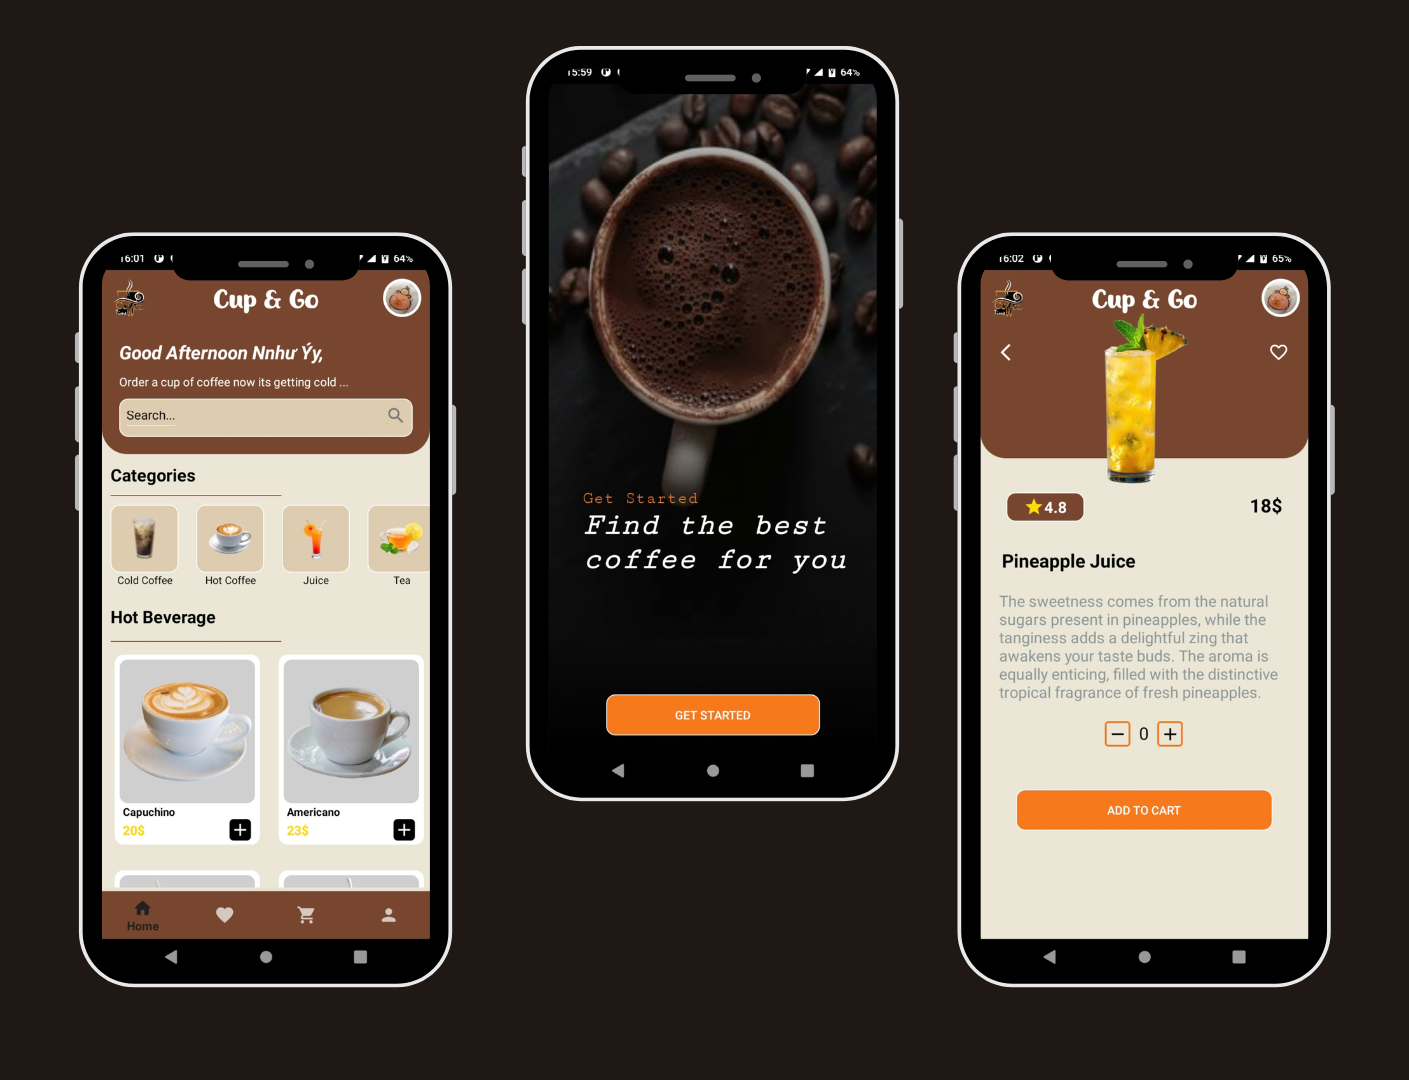 16:01
64%
Cup & Go
Good Afternoon Nnhư Ýy,
Order a cup of coffee now its getting cold ...
Search...
Categories
Cold Coffee
Hot Coffee
Juice
Tea
Hot Beverage
Capuchino
20$
Americano
23$
Home
15:59
64%
Get Started
Find the best
coffee for you
GET STARTED
16:02
65%
Cup & Go
4.8
18$
Pineapple Juice
The sweetness comes from the natural
sugars present in pineapples, while the
tanginess adds a delightful zing that
awakens your taste buds. The aroma is
equally enticing, filled with the distinctive
tropical fragrance of fresh pineapples.
0
ADD TO CART